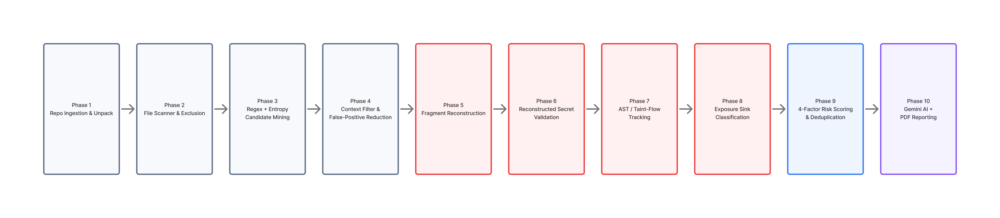 Phase 1
Repo Ingestion & Unpack
Phase 2
File Scanner & Exclusion
Phase 3
Regex + Entropy
Candidate Mining
Phase 4
Context Filter &
False-Positive Reduction
Phase 5
Fragment Reconstruction
Phase 6
Reconstructed Secret
Validation
Phase 7
AST / Taint-Flow
Tracking
Phase 8
Exposure Sink
Classification
Phase 9
4-Factor Risk Scoring
& Deduplication
Phase 10
Gemini AI +
PDF Reporting